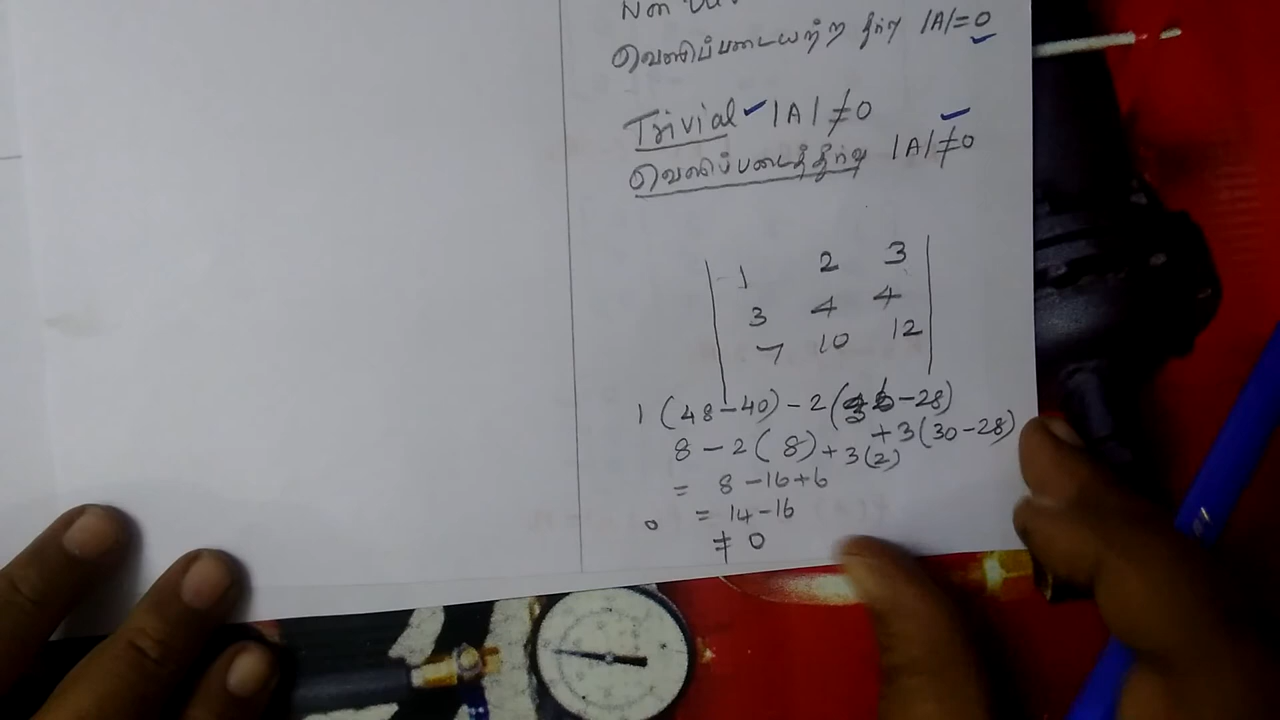 Non
வெளிப்படையற்ற தீர்வு |A|=0
Trivial ✓ |A| ≠ 0
வெளிப்படைத்தீர்வு |A| ≠ 0
1 2 3
3 4 4
7 10 12
1 (48-40) - 2 (36-28)
+3 (30-28)
8 - 2 ( 8) + 3(2)
= 8 -16+6
= 14-16
≠ 0